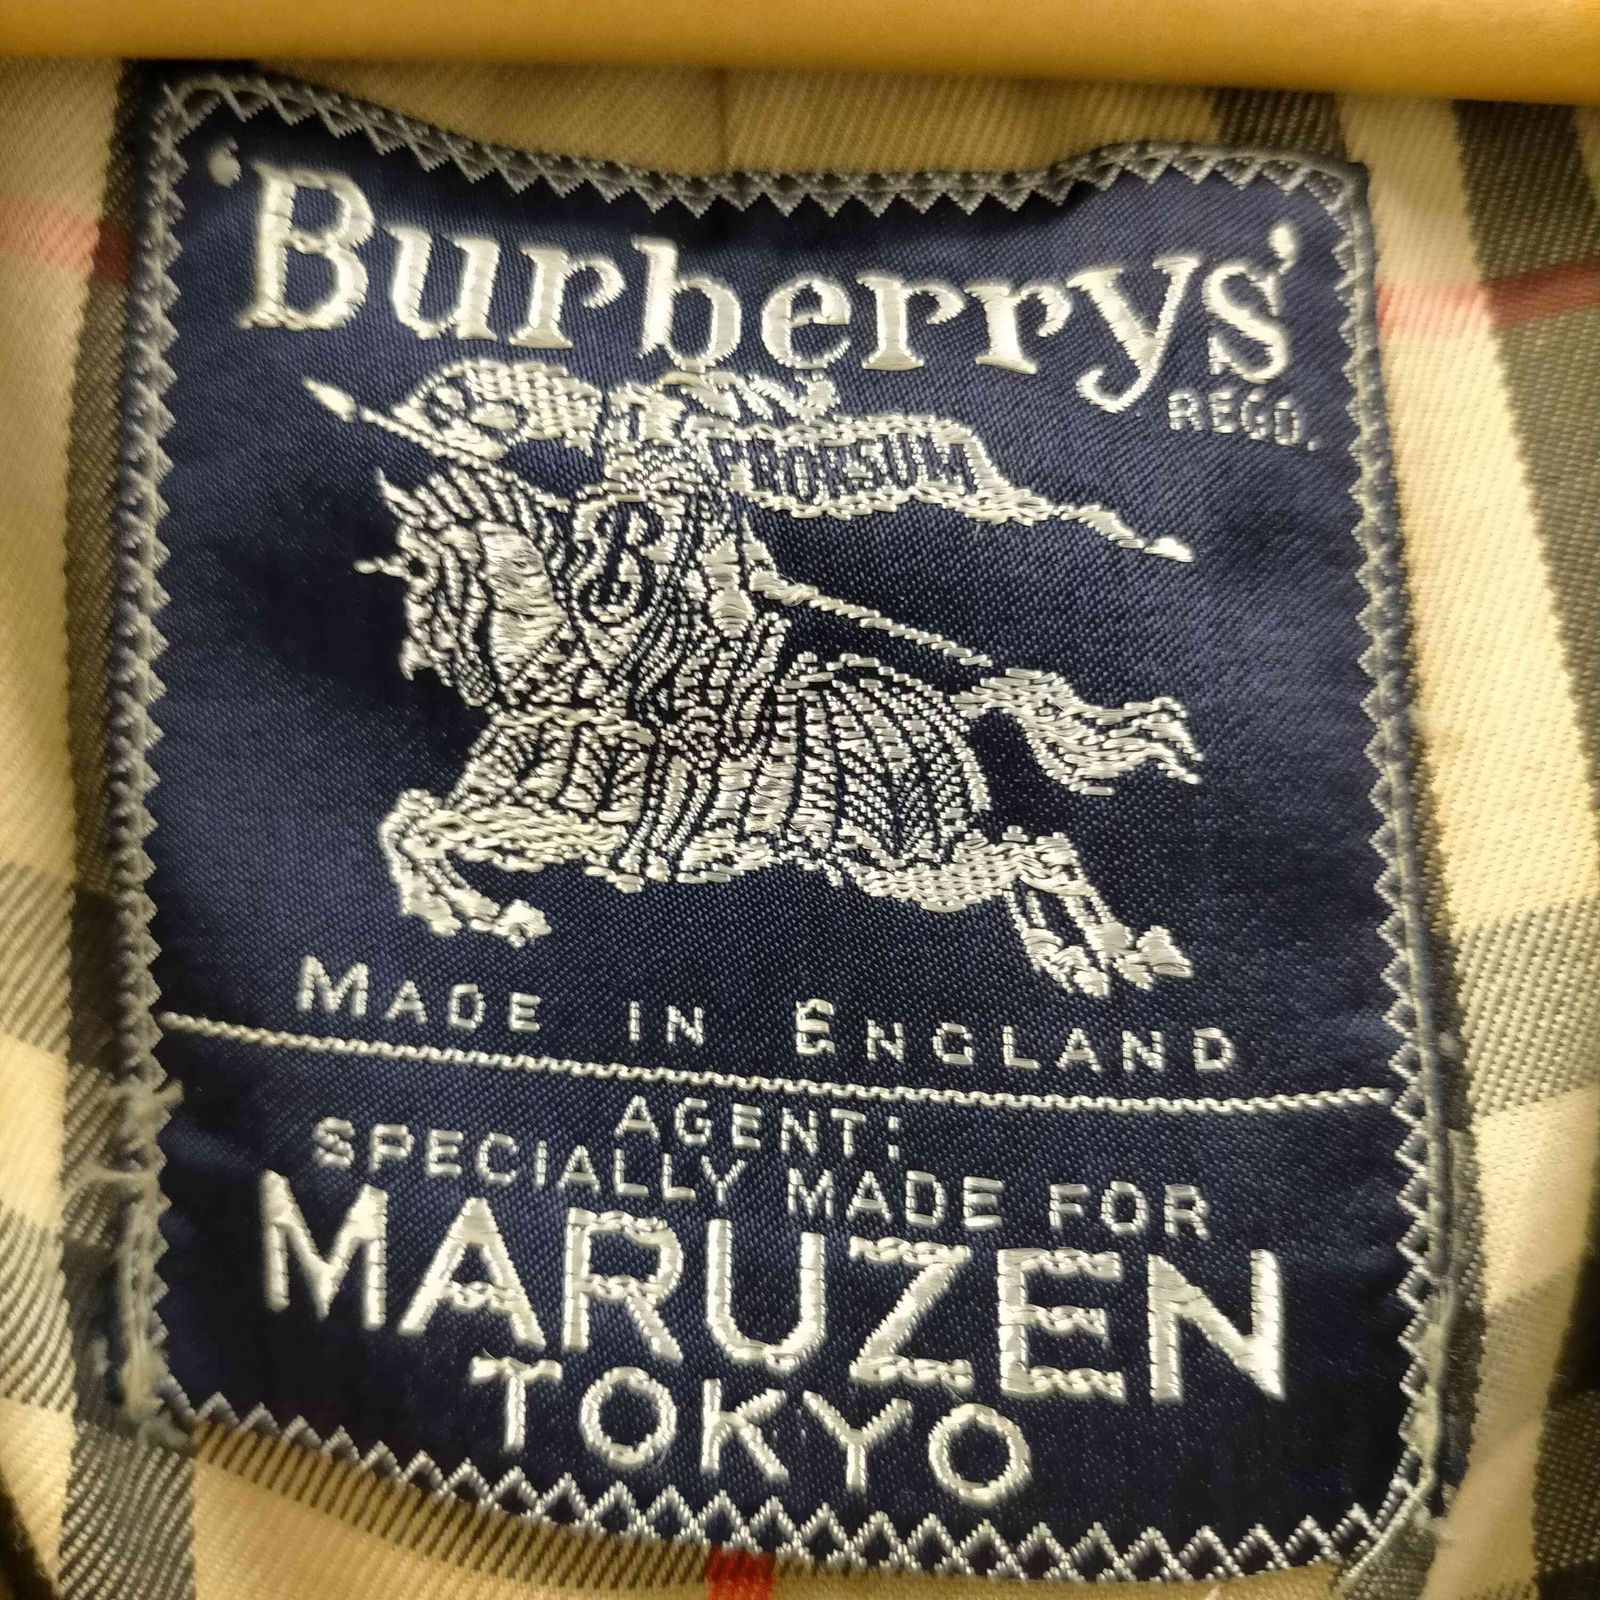 'Burberrys'
REGD.
PRORSUM
B
MADE IN ENGLAND
AGENT:
SPECIALLY MADE FOR
MARUZEN
TOKYO